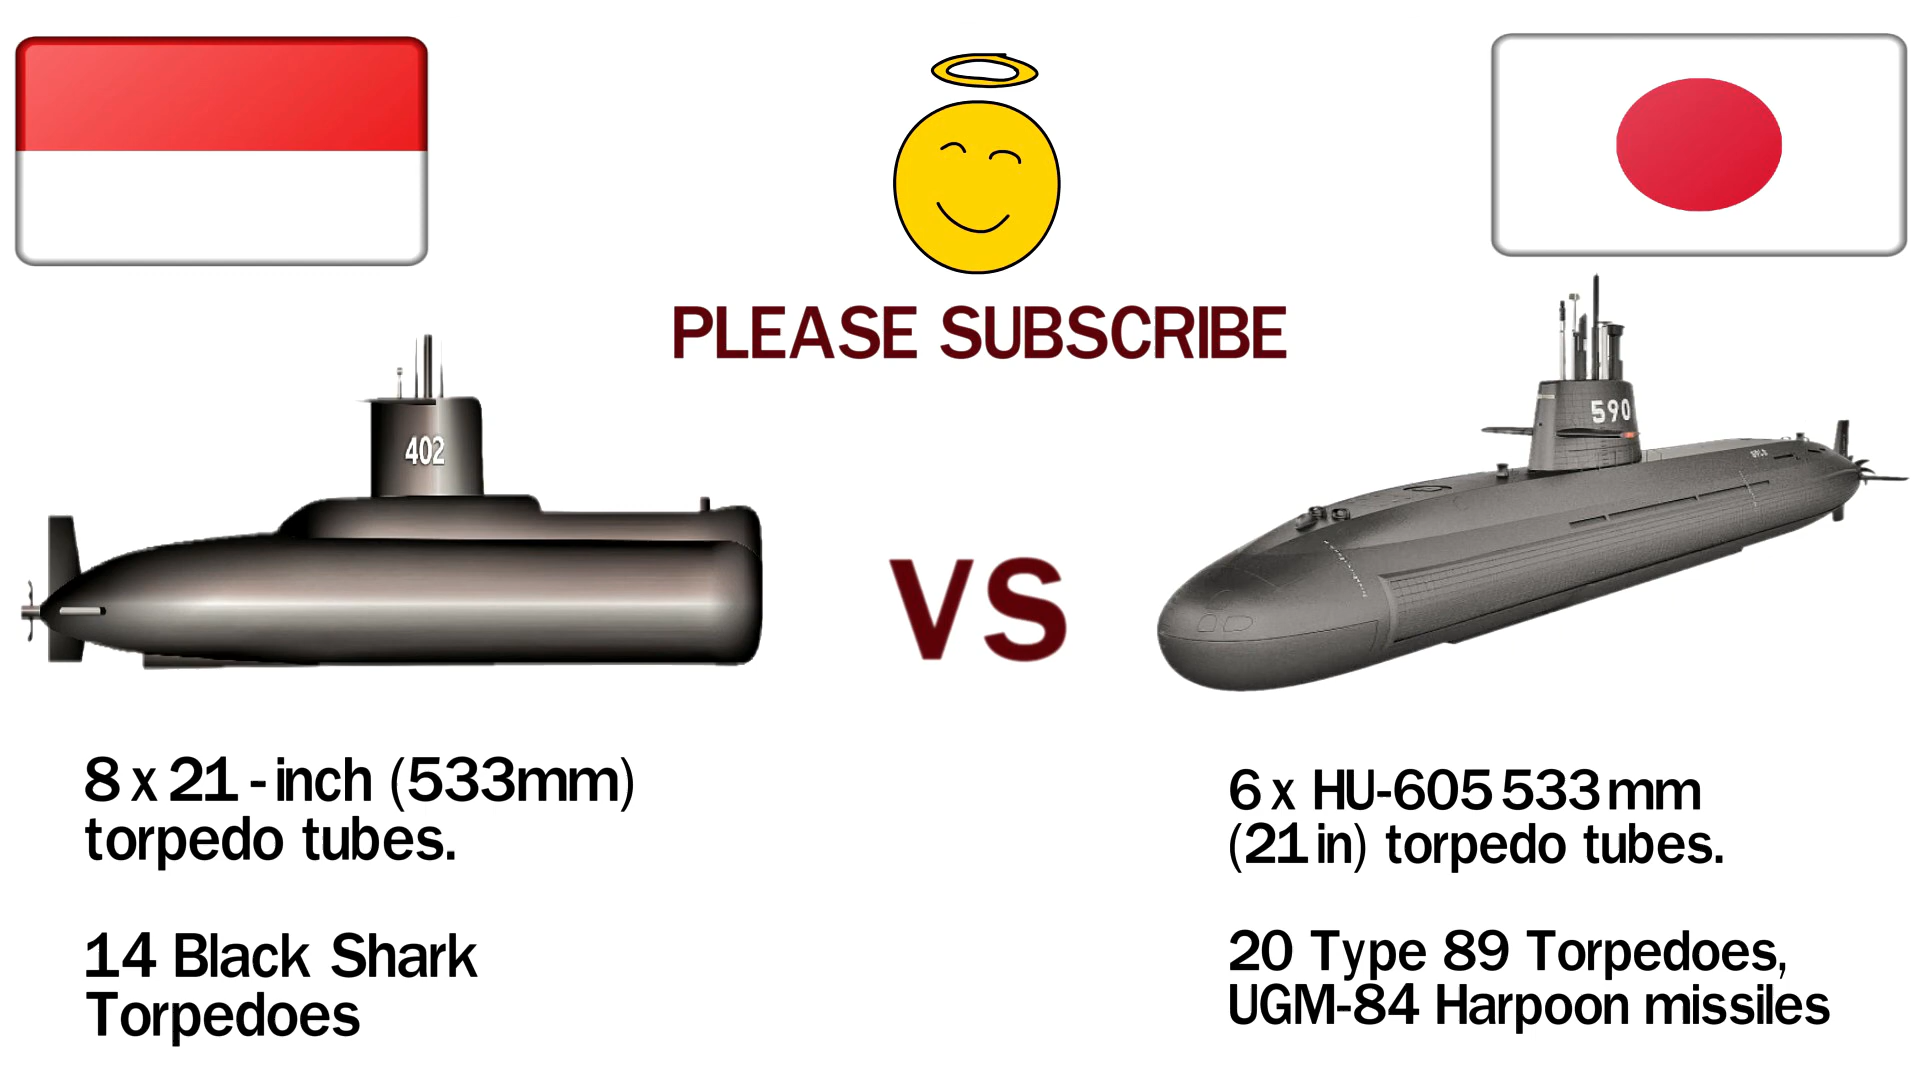 PLEASE SUBSCRIBE
402
590
VS
8 x 21 - inch (533mm)
torpedo tubes.
14 Black Shark
Torpedoes
6 x HU-605 533 mm
(21 in) torpedo tubes.
20 Type 89 Torpedoes,
UGM-84 Harpoon missiles